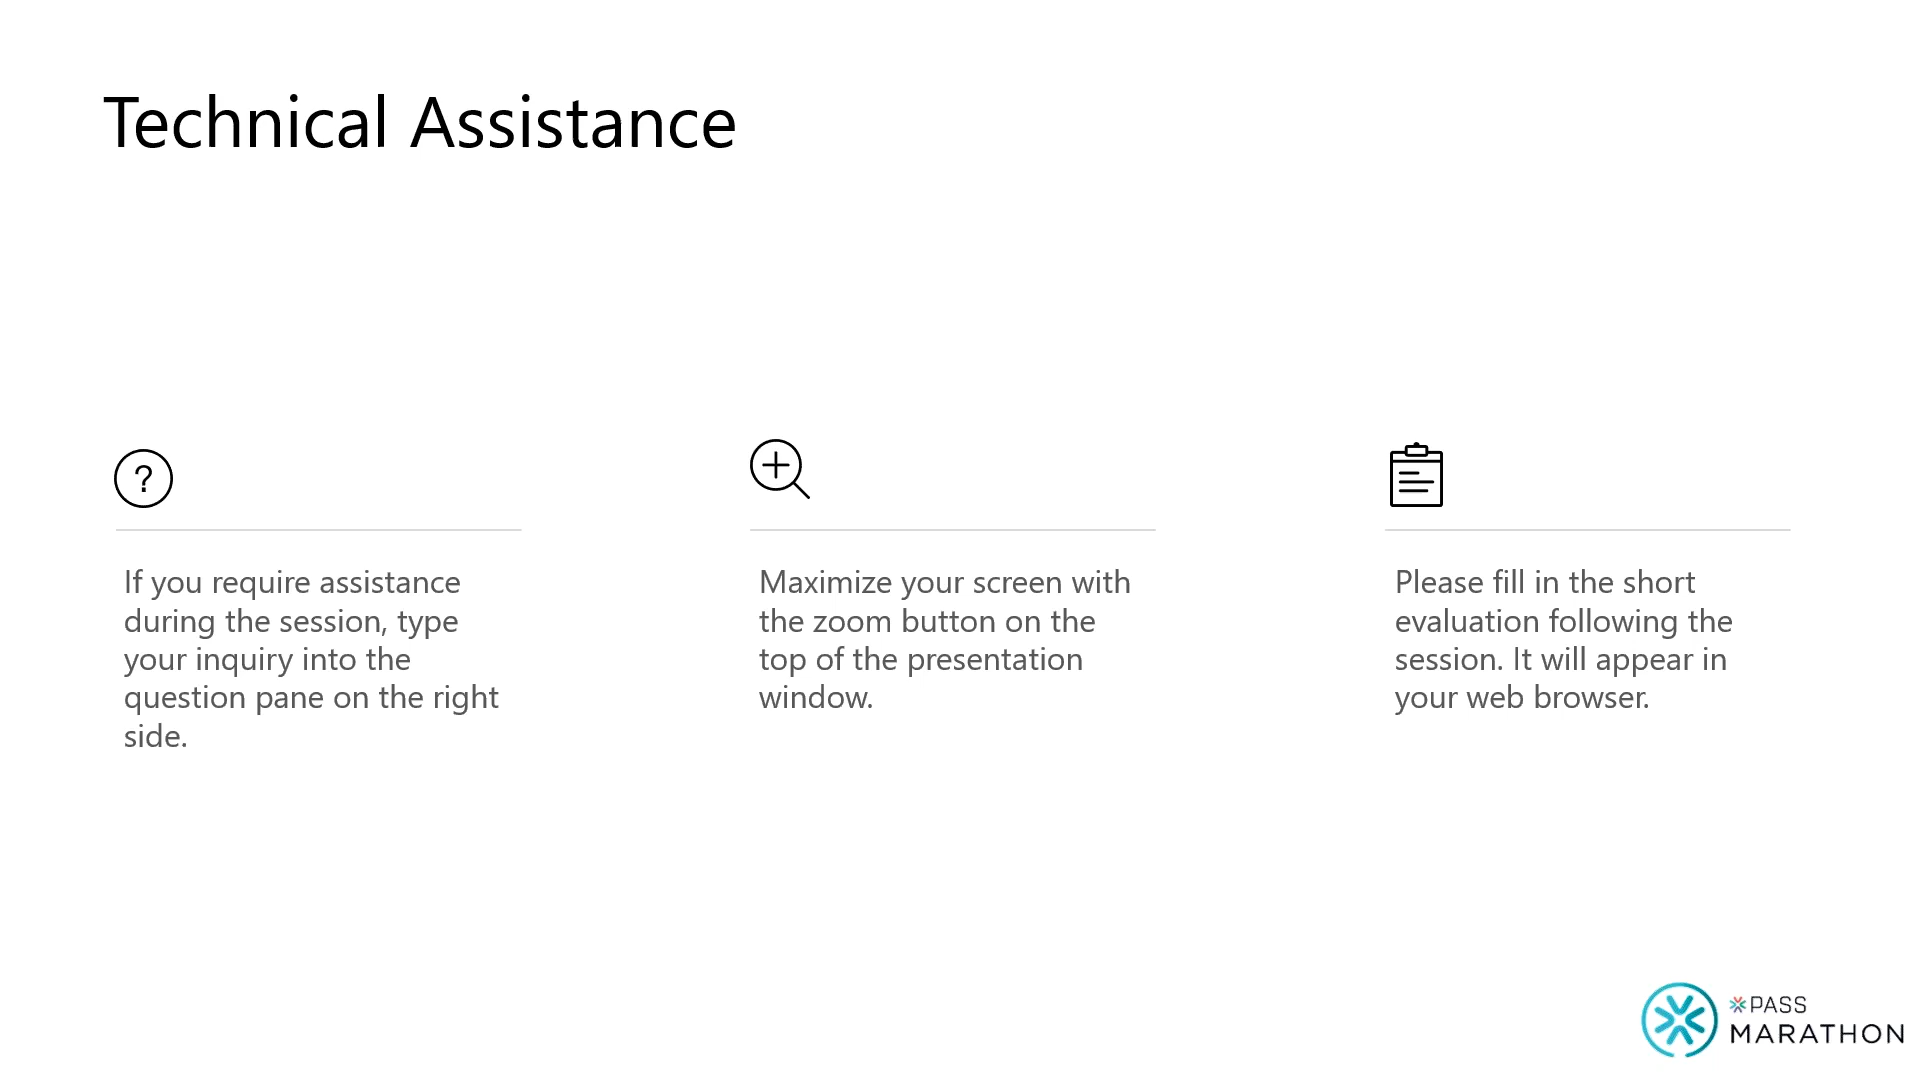 Technical Assistance
?
If you require assistance
during the session, type
your inquiry into the
question pane on the right
side.
Maximize your screen with
the zoom button on the
top of the presentation
window.
Please fill in the short
evaluation following the
session. It will appear in
your web browser.
PASS
MARATHON